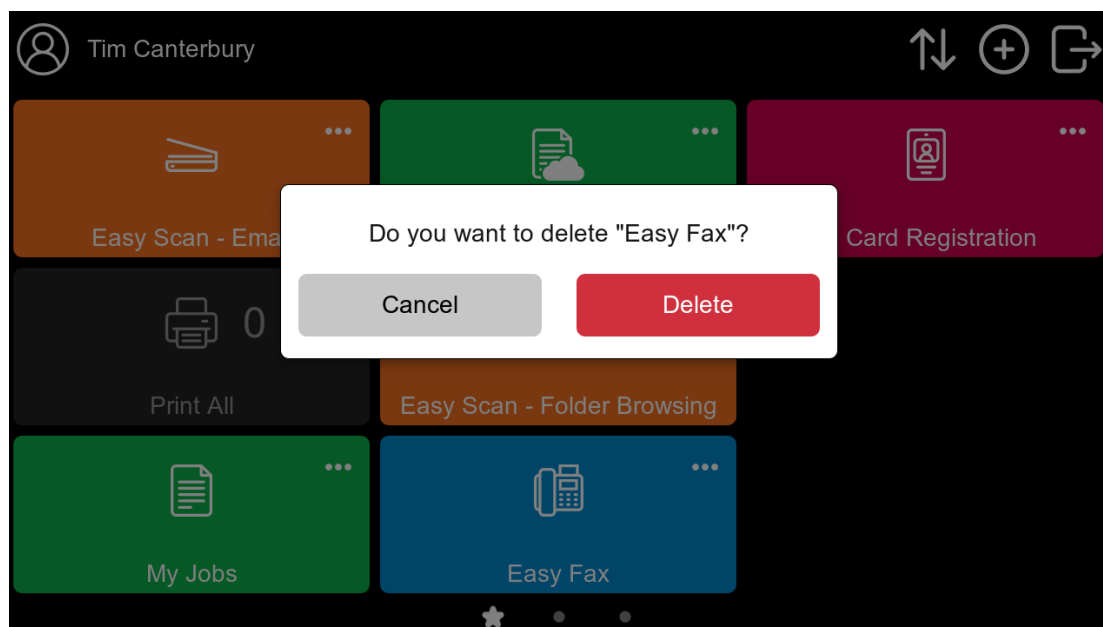 Tim Canterbury
Easy Scan - Ema
Card Registration
Do you want to delete "Easy Fax"?
Cancel
Delete
0
Print All
Easy Scan - Folder Browsing
My Jobs
Easy Fax